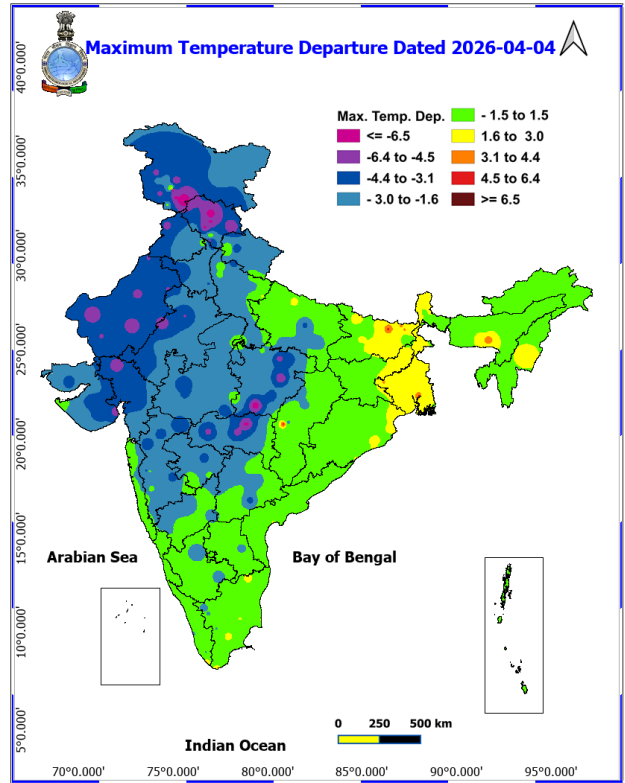 Maximum Temperature Departure Dated 2026-04-04
Max. Temp. Dep.
<= -6.5
-6.4 to -4.5
-4.4 to -3.1
- 3.0 to -1.6
- 1.5 to 1.5
1.6 to 3.0
3.1 to 4.4
4.5 to 6.4
>= 6.5
40°0.000'
35°0.000'
30°0.000'
25°0.000'
20°0.000'
15°0.000'
10°0.000'
5°0.000'
Arabian Sea
Bay of Bengal
Indian Ocean
0 250 500 km
70°0.000' 75°0.000' 80°0.000' 85°0.000' 90°0.000' 95°0.000'